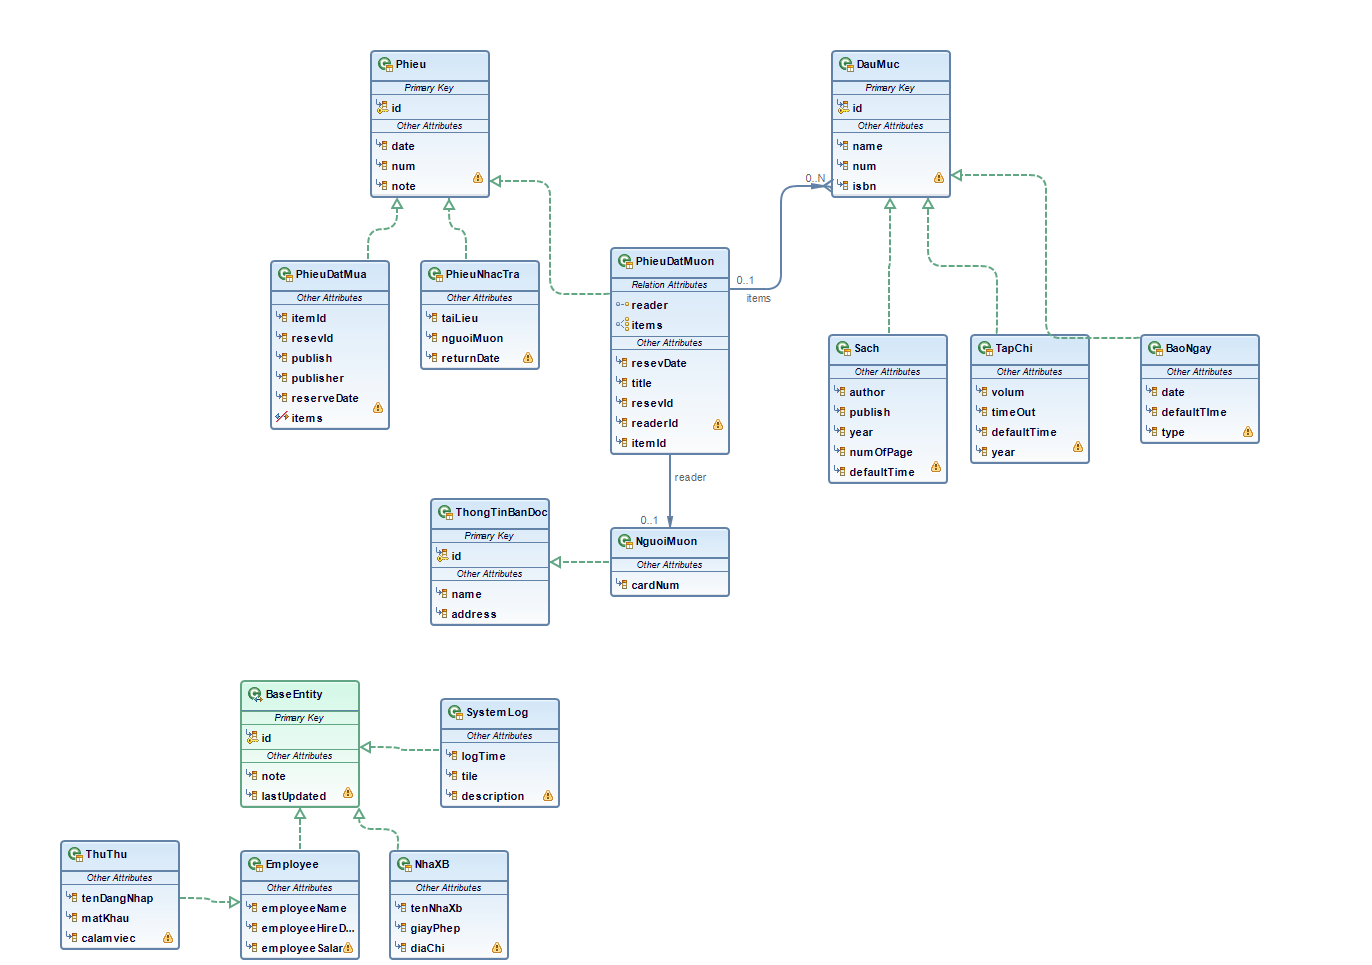 Phieu
Primary Key
id
Other Attributes
date
num
note
DauMuc
Primary Key
id
Other Attributes
name
num
isbn
0..N
0..1
items
PhieuDatMua
Other Attributes
itemId
resevId
publish
publisher
reserveDate
items
PhieuNhacTra
Other Attributes
taiLieu
nguoiMuon
returnDate
PhieuDatMuon
Relation Attributes
reader
items
Other Attributes
resevDate
title
resevId
readerId
itemId
Sach
Other Attributes
author
publish
year
numOfPage
defaultTime
TapChi
Other Attributes
volum
timeOut
defaultTime
year
BaoNgay
Other Attributes
date
defaultTIme
type
reader
0..1
ThongTinBanDoc
Primary Key
id
Other Attributes
name
address
NguoiMuon
Other Attributes
cardNum
BaseEntity
Primary Key
id
Other Attributes
note
lastUpdated
SystemLog
Other Attributes
logTime
tile
description
ThuThu
Other Attributes
tenDangNhap
matKhau
calamviec
Employee
Other Attributes
employeeName
employeeHireD...
employeeSalar
NhaXB
Other Attributes
tenNhaXb
giayPhep
diaChi